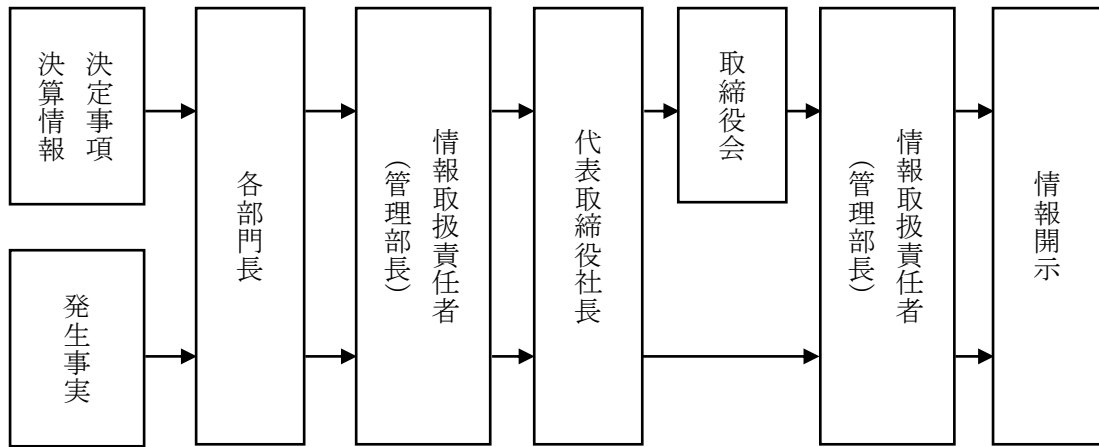 決定事項
決算情報
発生事実
各部門長
情報取扱責任者
（管理部長）
代表取締役社長
取締役会
情報取扱責任者
（管理部長）
情報開示